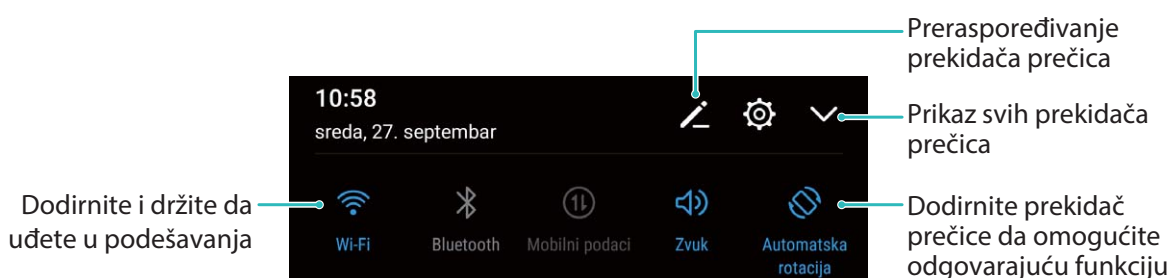 Preraspoređivanje
prekidača prečica
10:58
sreda, 27. septembar
Prikaz svih prekidača
prečica
Dodirnite i držite da
uđete u podešavanja
Wi-Fi
Bluetooth
Mobilni podaci
Zvuk
Automatska
rotacija
Dodirnite prekidač
prečice da omogućite
odgovarajuću funkciju